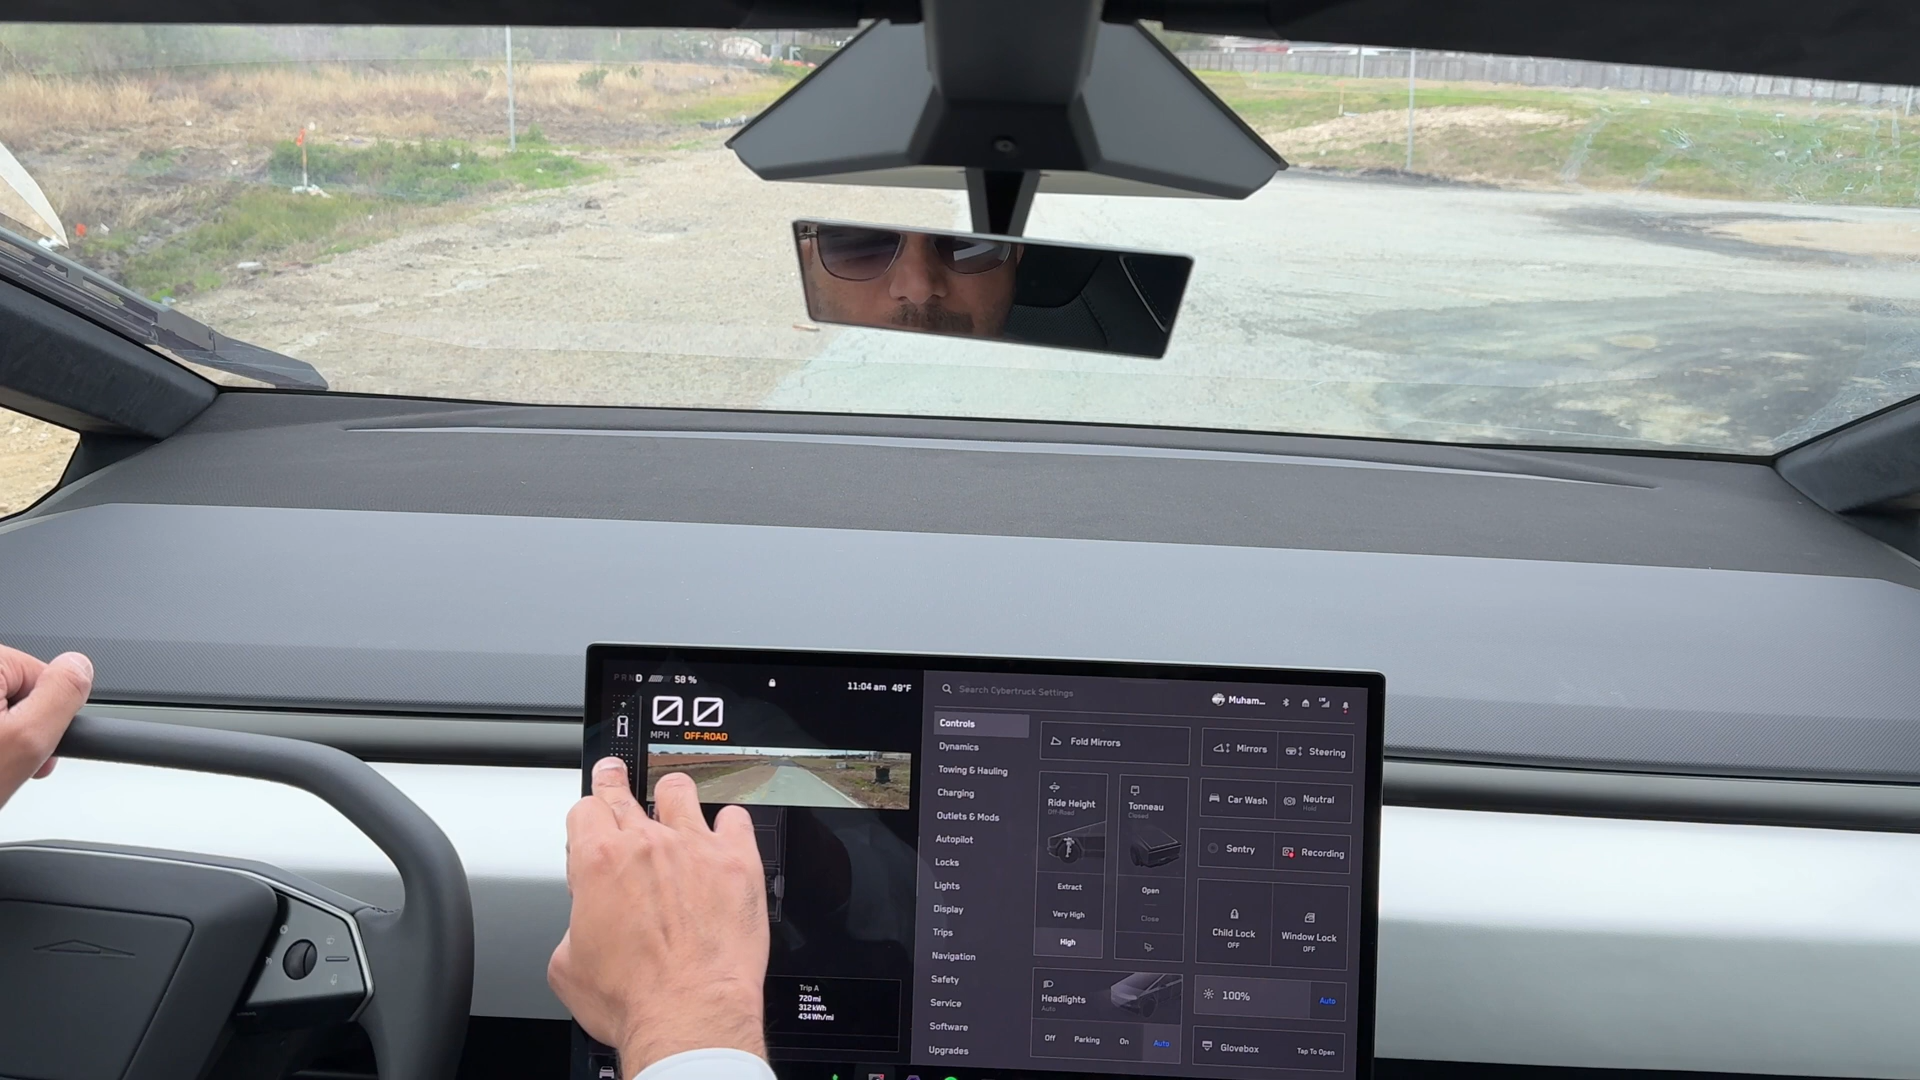 PRND 58 %
11:04 am 49°F
0.0
MPH · OFF-ROAD
Trip A
720 mi
312 kWh
434 Wh/mi
Search Cybertruck Settings
Muham...
Controls
Dynamics
Towing & Hauling
Charging
Outlets & Mods
Autopilot
Locks
Lights
Display
Trips
Navigation
Safety
Service
Software
Upgrades
Fold Mirrors
Ride Height
Off-Road
Extract
Very High
High
Tonneau
Closed
Open
Close
Headlights
Auto
Off Parking On Auto
Mirrors Steering
Car Wash Neutral
Hold
Sentry Recording
Child Lock
OFF
Window Lock
OFF
100% Auto
Glovebox Tap To Open